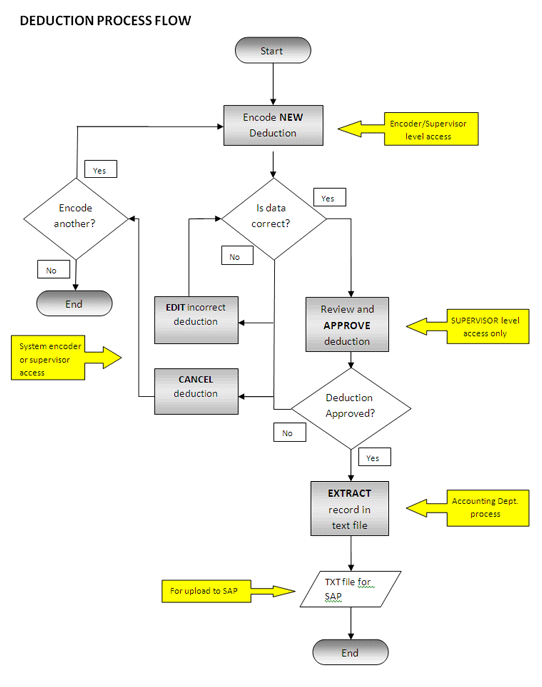 DEDUCTION PROCESS FLOW
Start
Encode NEW
Deduction
Encoder/Supervisor
level access
Yes
Encode
another?
No
End
Is data
correct?
Yes
No
EDIT incorrect
deduction
Review and
APPROVE
deduction
SUPERVISOR level
access only
System encoder
or supervisor
access
CANCEL
deduction
Deduction
Approved?
No
Yes
EXTRACT
record in
text file
Accounting Dept.
process
For upload to SAP
TXT file for
SAP
End